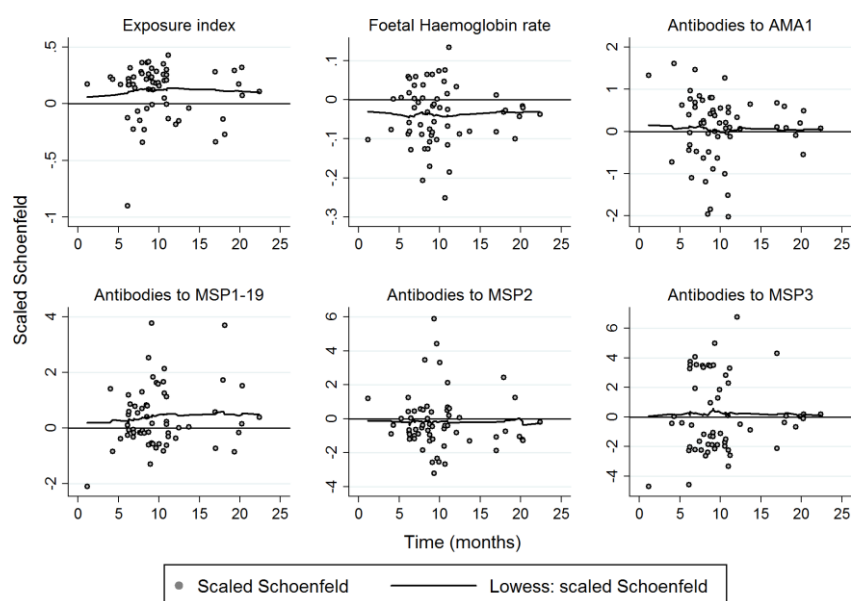 Exposure index
Foetal Haemoglobin rate
Antibodies to AMA1
.5
0
-.5
-1
0 5 10 15 20 25
.1
0
-.1
-.2
-.3
0 5 10 15 20 25
2
1
0
-1
-2
0 5 10 15 20 25
Scaled Schoenfeld
Antibodies to MSP1-19
Antibodies to MSP2
Antibodies to MSP3
4
2
0
-2
0 5 10 15 20 25
6
4
2
0
-2
-4
0 5 10 15 20 25
6
4
2
0
-2
-4
0 5 10 15 20 25
Time (months)
Scaled Schoenfeld
Lowess: scaled Schoenfeld